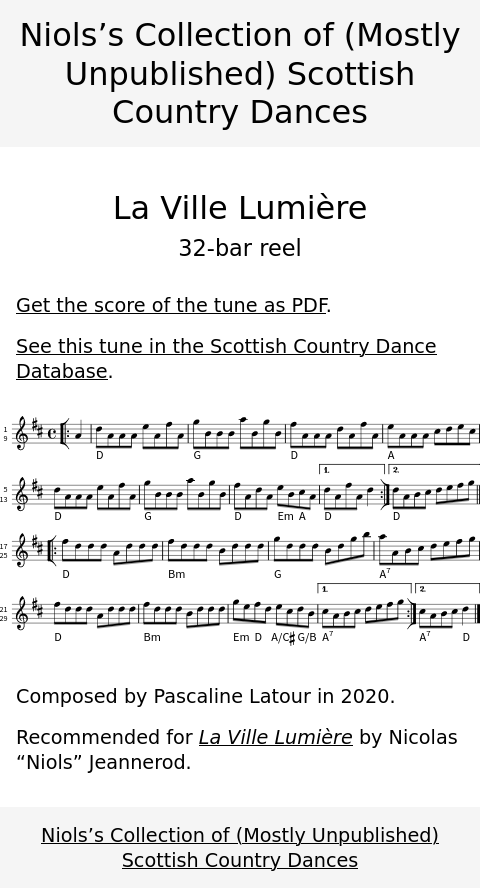 Niols’s Collection of (Mostly
Unpublished) Scottish
Country Dances
La Ville Lumière
32-bar reel
Get the score of the tune as PDF.
See this tune in the Scottish Country Dance
Database.
1
9
D G D A
5
13
1. 2.
D G D Em A D D
17
25
D Bm G A7
21
29
1. 2.
D Bm Em D A/C♯ G/B A7 A7 D
Composed by Pascaline Latour in 2020.
Recommended for La Ville Lumière by Nicolas
“Niols” Jeannerod.
Niols’s Collection of (Mostly Unpublished)
Scottish Country Dances